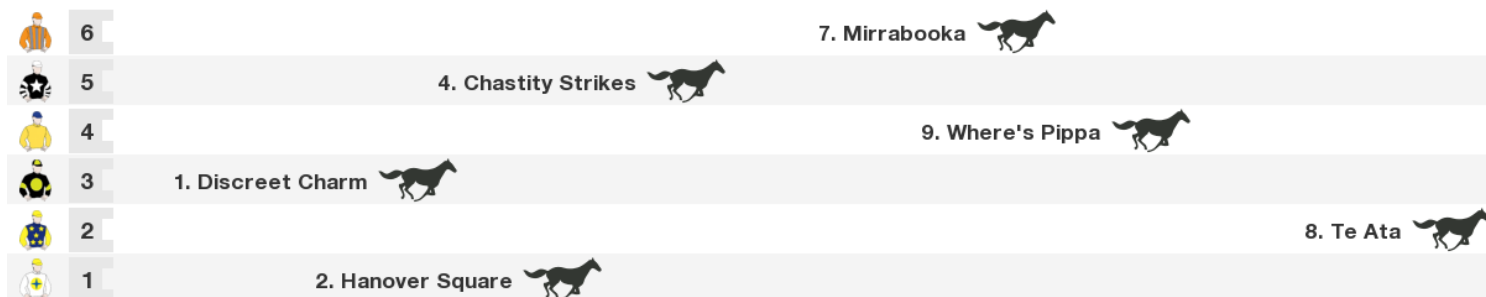 6 7. Mirrabooka
5 4. Chastity Strikes
4 9. Where's Pippa
3 1. Discreet Charm
2 8. Te Ata
1 2. Hanover Square